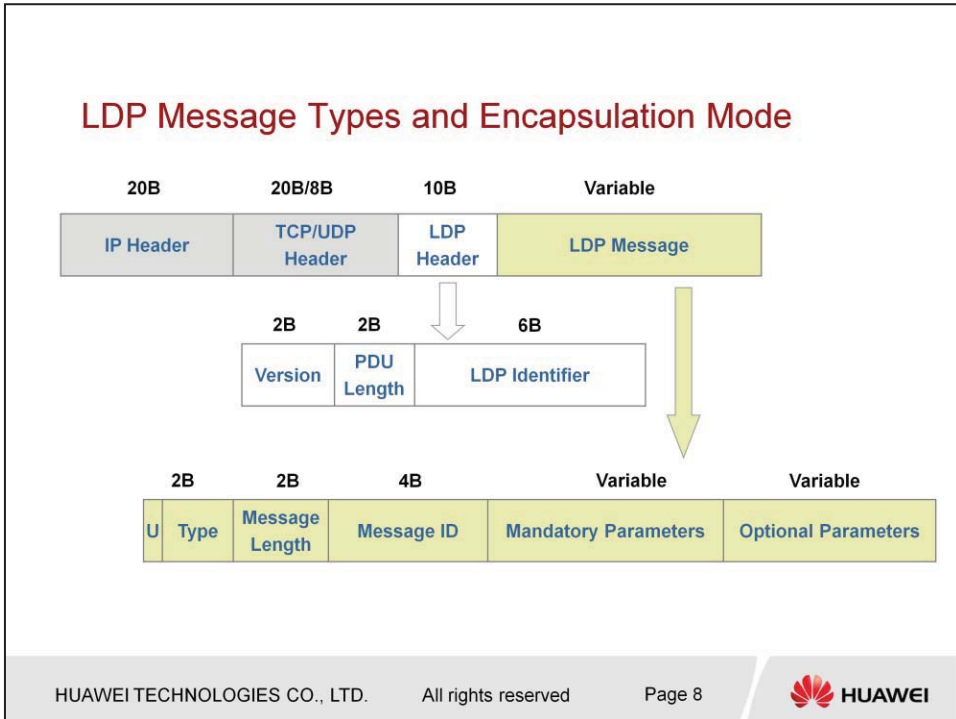 LDP Message Types and Encapsulation Mode
20B 20B/8B 10B Variable
IP Header TCP/UDP Header LDP Header LDP Message
2B 2B 6B
Version PDU Length LDP Identifier
2B 2B 4B Variable Variable
U Type Message Length Message ID Mandatory Parameters Optional Parameters
HUAWEI TECHNOLOGIES CO., LTD. All rights reserved Page 8 HUAWEI